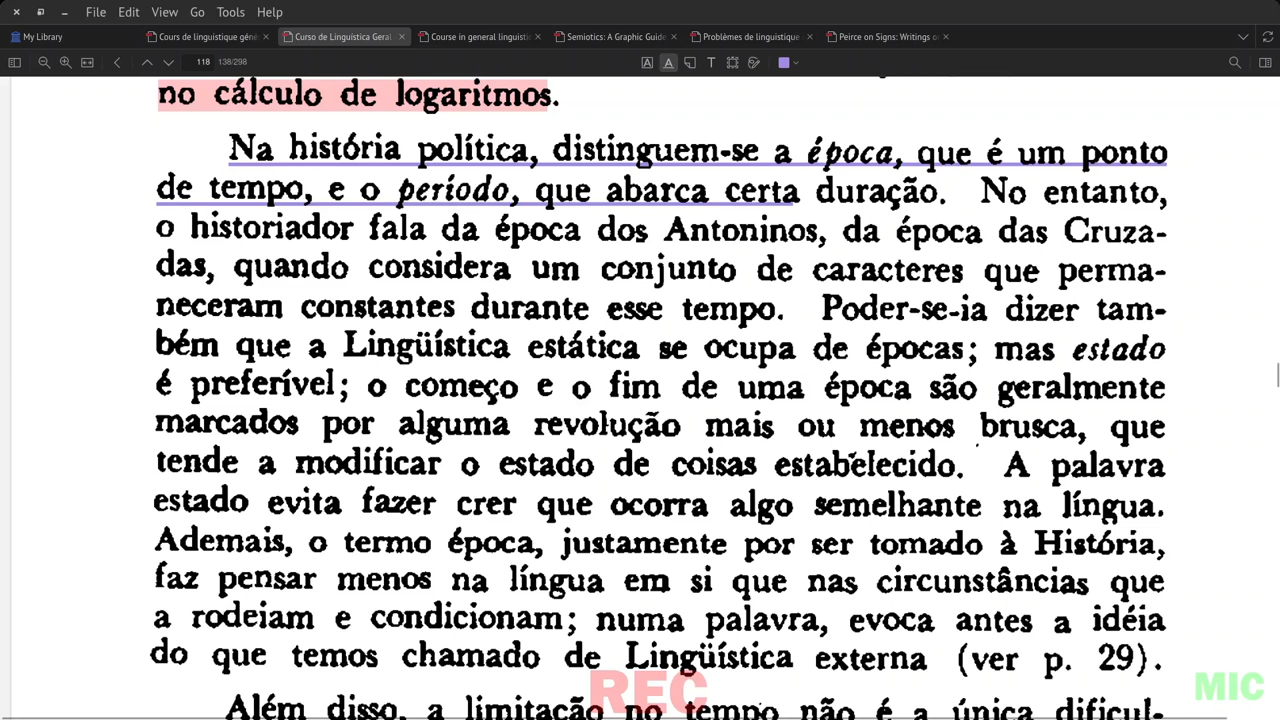 File Edit View Go Tools Help
My Library Cours de linguistique géné Curso de Linguística Geral Course in general linguisti Semiotics: A Graphic Guide Problèmes de linguistique Peirce on Signs: Writings o
118 138/298
no cálculo de logaritmos.
Na história política, distinguem-se a época, que é um ponto
de tempo, e o período, que abarca certa duração. No entanto,
o historiador fala da época dos Antoninos, da época das Cruza-
das, quando considera um conjunto de caracteres que perma-
neceram constantes durante esse tempo. Poder-se-ia dizer tam-
bém que a Lingüística estática se ocupa de épocas; mas estado
é preferível; o começo e o fim de uma época são geralmente
marcados por alguma revolução mais ou menos brusca, que
tende a modificar o estado de coisas estabelecido. A palavra
estado evita fazer crer que ocorra algo semelhante na língua.
Ademais, o termo época, justamente por ser tomado à História,
faz pensar menos na língua em si que nas circunstâncias que
a rodeiam e condicionam; numa palavra, evoca antes a idéia
do que temos chamado de Lingüística externa (ver p. 29).
REC MIC
Além disso, a limitação no tempo não é a única dificul-